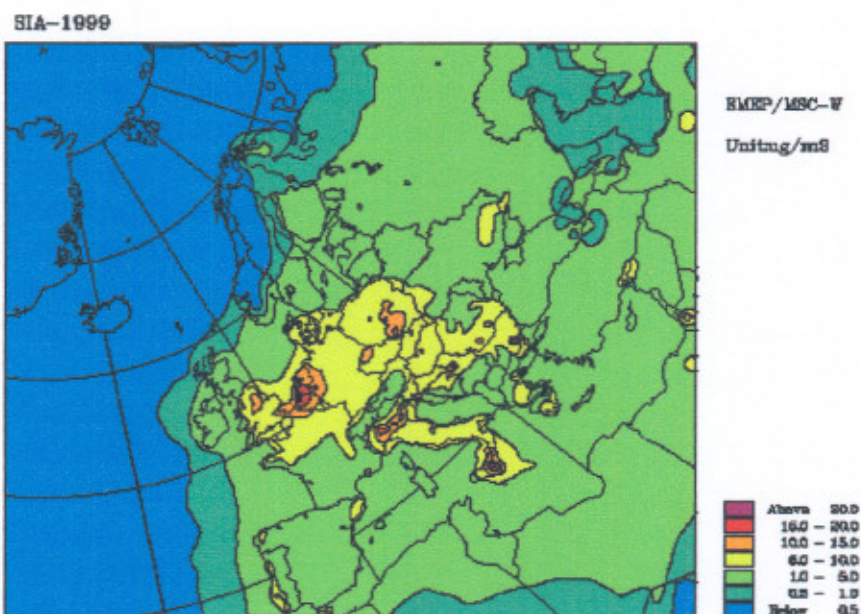 SIA-1999
EMEP/MSC-W
Unit:ug/m3
Above 20.0
15.0 - 20.0
10.0 - 15.0
5.0 - 10.0
1.0 - 5.0
0.5 - 1.0
Below 0.5